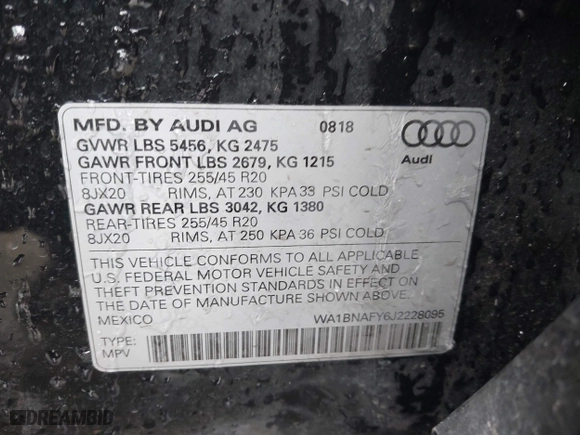 MFD. BY AUDI AG 0818
GVWR LBS 5456, KG 2475
GAWR FRONT LBS 2679, KG 1215
FRONT-TIRES 255/45 R20
8JX20 RIMS, AT 230 KPA 33 PSI COLD
GAWR REAR LBS 3042, KG 1380
REAR-TIRES 255/45 R20
8JX20 RIMS, AT 250 KPA 36 PSI COLD
Audi
THIS VEHICLE CONFORMS TO ALL APPLICABLE
U.S. FEDERAL MOTOR VEHICLE SAFETY AND
THEFT PREVENTION STANDARDS IN EFFECT ON
THE DATE OF MANUFACTURE SHOWN ABOVE
MEXICO WA1BNAFY6J2228095
TYPE:
MPV
DREAMBID